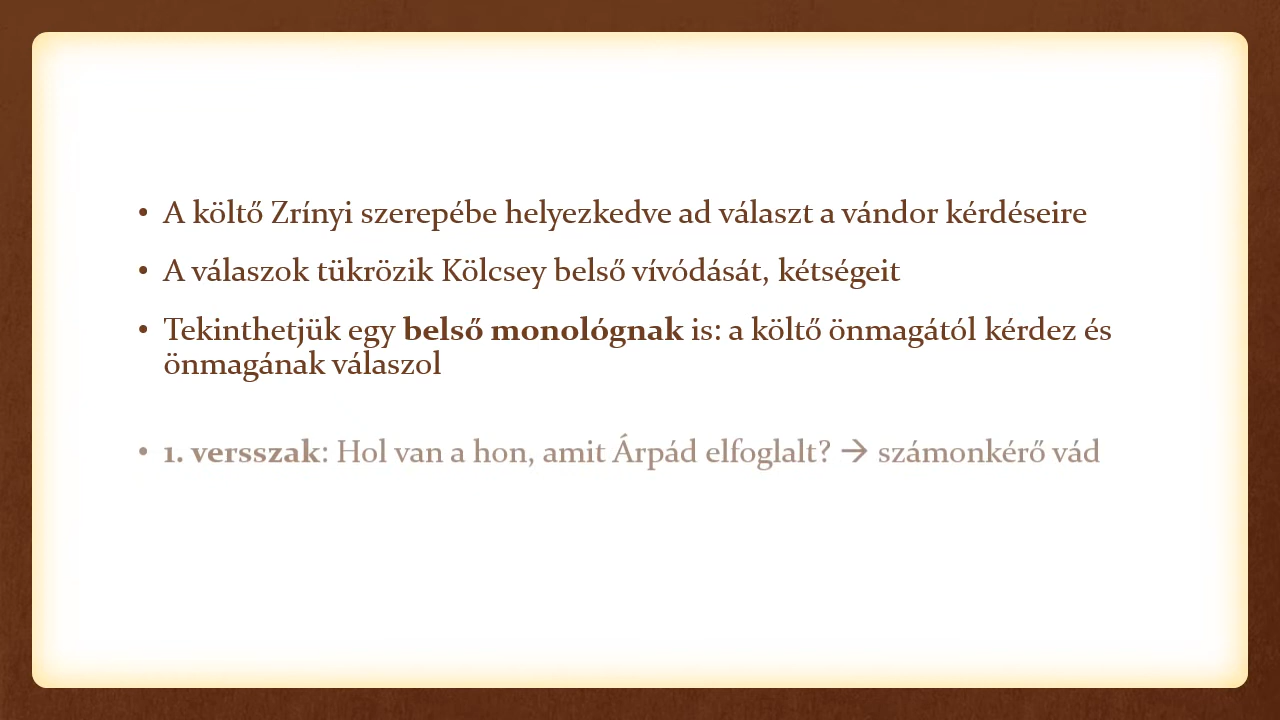 • A költő Zrínyi szerepébe helyezkedve ad választ a vándor kérdéseire
• A válaszok tükrözik Kölcsey belső vívódását, kétségeit
• Tekinthetjük egy belső monológnak is: a költő önmagától kérdez és
önmagának válaszol
• 1. versszak: Hol van a hon, amit Árpád elfoglalt? → számonkérő vád